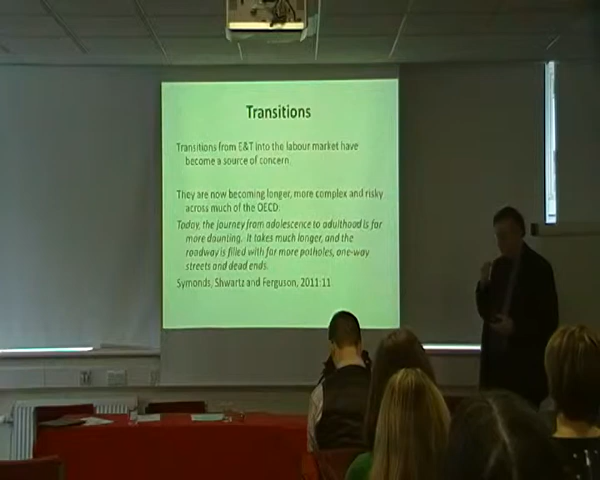 Transitions
Transitions from E&T into the labour market have
become a source of concern.
They are now becoming longer, more complex and risky
across much of the OECD.
Today, the journey from adolescence to adulthood is far
more daunting. It takes much longer, and the
roadway is filled with far more potholes, one-way
streets and dead ends.
Symonds, Shwartz and Ferguson, 2011:11